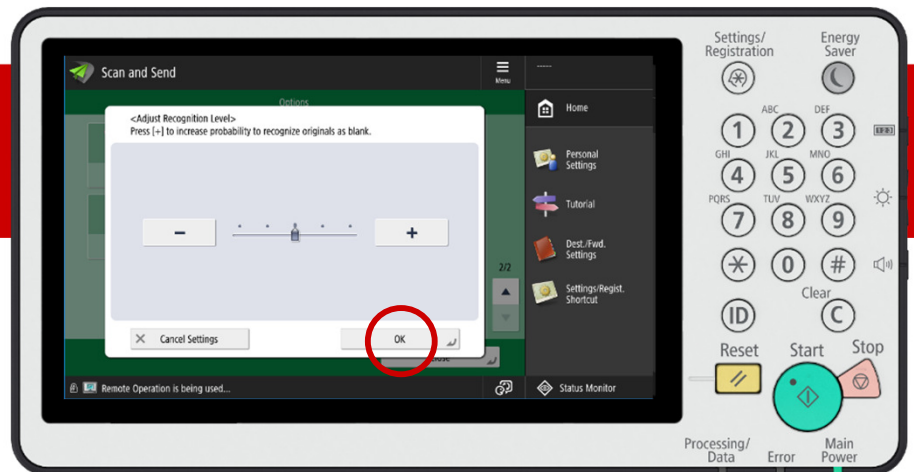 Scan and Send
Menu
----
Options
<Adjust Recognition Level>
Press [+] to increase probability to recognize originals as blank.
−
+
2/2
Cancel Settings
OK
Remote Operation is being used...
Home
Personal
Settings
Tutorial
Dest./Fwd.
Settings
Settings/Regist.
Shortcut
Status Monitor
Settings/
Registration
Energy
Saver
1
ABC
2
DEF
3
GHI
4
JKL
5
MNO
6
PQRS
7
TUV
8
WXYZ
9
0
#
ID
Clear
C
Reset
Start
Stop
Processing/
Data
Error
Main
Power